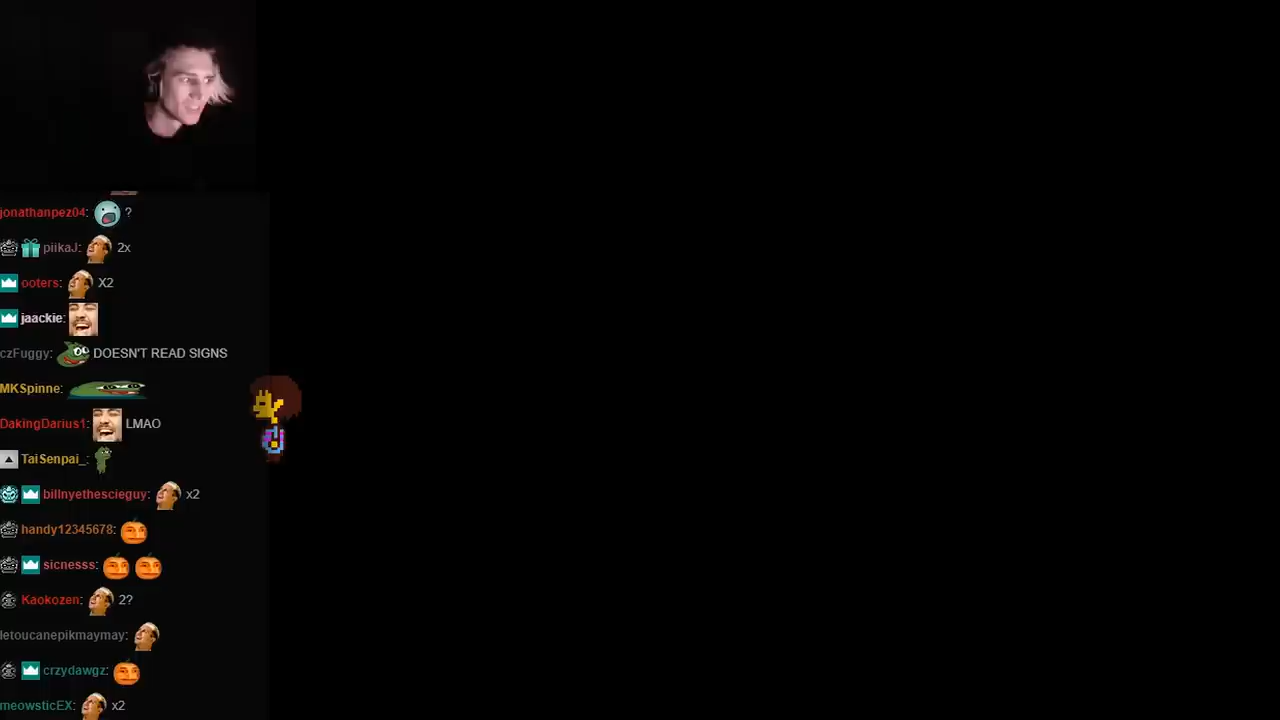 jonathanpez04: ?
piikaJ: 2x
ooters: X2
jaackie:
czFuggy: DOESN'T READ SIGNS
MKSpinne:
DakingDarius1: LMAO
TaiSenpai_:
billnyethescieguy: x2
handy12345678:
sicnesss:
Kaokozen: 2?
letoucanepikmaymay:
crzydawgz:
meowsticEX: x2